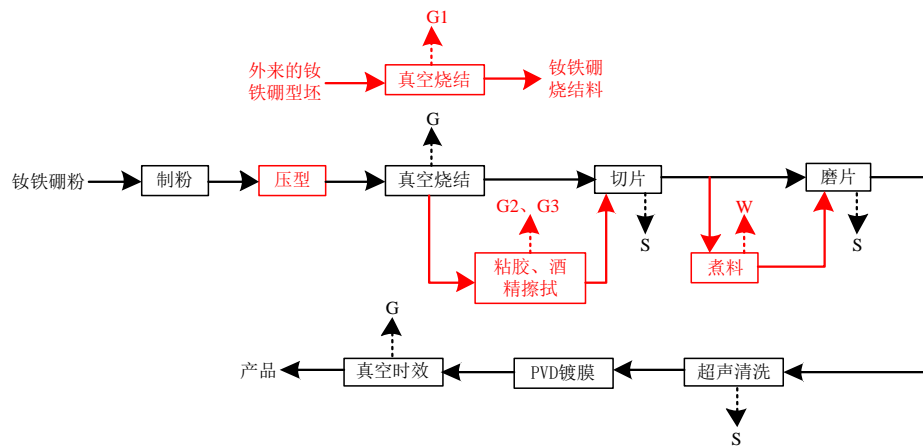 G1
外来的钕
铁硼型坯
真空烧结
钕铁硼
烧结料
G
钕铁硼粉
制粉
压型
真空烧结
切片
磨片
G2、G3
W
S
S
粘胶、酒
精擦拭
煮料
G
产品
真空时效
PVD镀膜
超声清洗
S